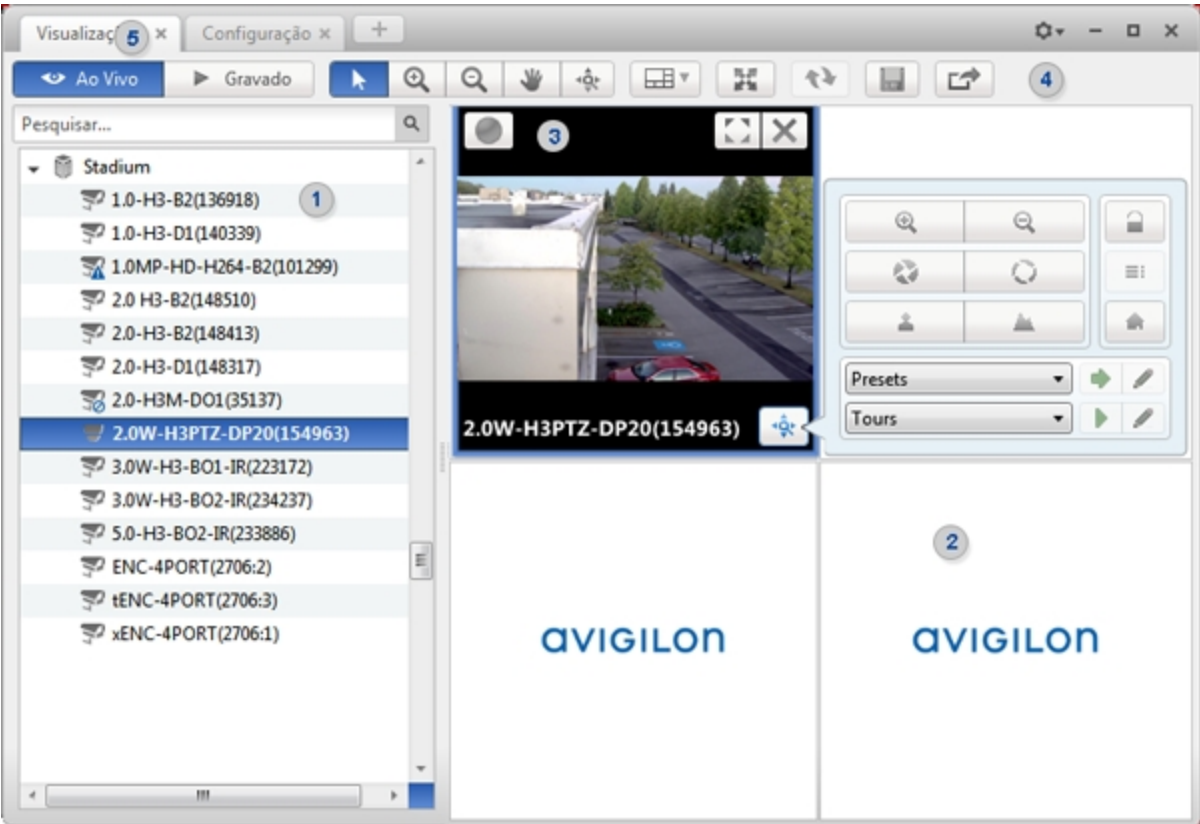 Visualizaç 5
Configuração
Ao Vivo
Gravado
4
Pesquisar...
3
Stadium
1.0-H3-B2(136918)
1
1.0-H3-D1(140339)
1.0MP-HD-H264-B2(101299)
2.0 H3-B2(148510)
2.0-H3-B2(148413)
2.0-H3-D1(148317)
2.0-H3M-DO1(35137)
2.0W-H3PTZ-DP20(154963)
3.0W-H3-BO1-IR(223172)
3.0W-H3-BO2-IR(234237)
5.0-H3-BO2-IR(233886)
ENC-4PORT(2706:2)
tENC-4PORT(2706:3)
xENC-4PORT(2706:1)
2.0W-H3PTZ-DP20(154963)
Presets
Tours
2
avigilon
avigilon